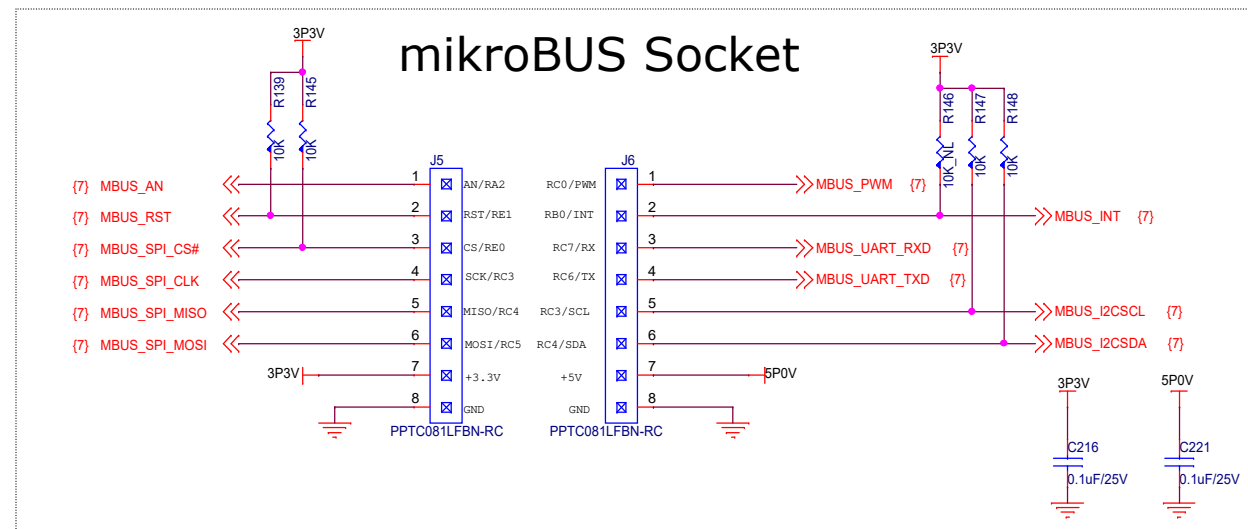 mikroBUS Socket
3P3V
R139
R145
10K
10K
3P3V
R146
R147
R148
10K_NL
10K
10K
J5
J6
{7} MBUS_AN
1
AN/RA2
RC0/PWM
1
MBUS_PWM {7}
{7} MBUS_RST
2
RST/RE1
RB0/INT
2
MBUS_INT {7}
{7} MBUS_SPI_CS#
3
CS/RE0
RC7/RX
3
MBUS_UART_RXD {7}
{7} MBUS_SPI_CLK
4
SCK/RC3
RC6/TX
4
MBUS_UART_TXD {7}
{7} MBUS_SPI_MISO
5
MISO/RC4
RC3/SCL
5
MBUS_I2CSCL {7}
{7} MBUS_SPI_MOSI
6
MOSI/RC5
RC4/SDA
6
MBUS_I2CSDA {7}
3P3V
7
+3.3V
+5V
7
5P0V
8
GND
GND
8
PPTC081LFBN-RC
PPTC081LFBN-RC
3P3V
5P0V
C216
0.1uF/25V
C221
0.1uF/25V